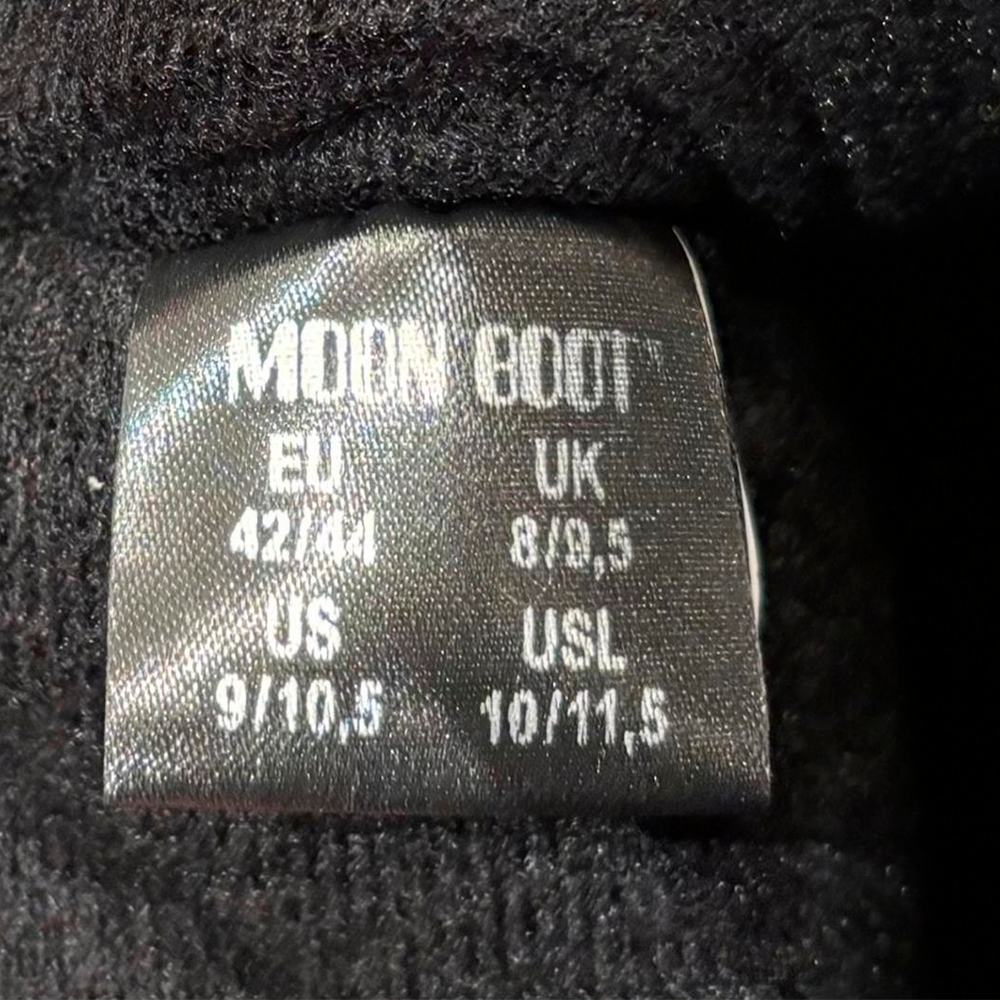 MOON BOOT
EU UK
42/44 8/9,5
US USL
9/10,5 10/11,5